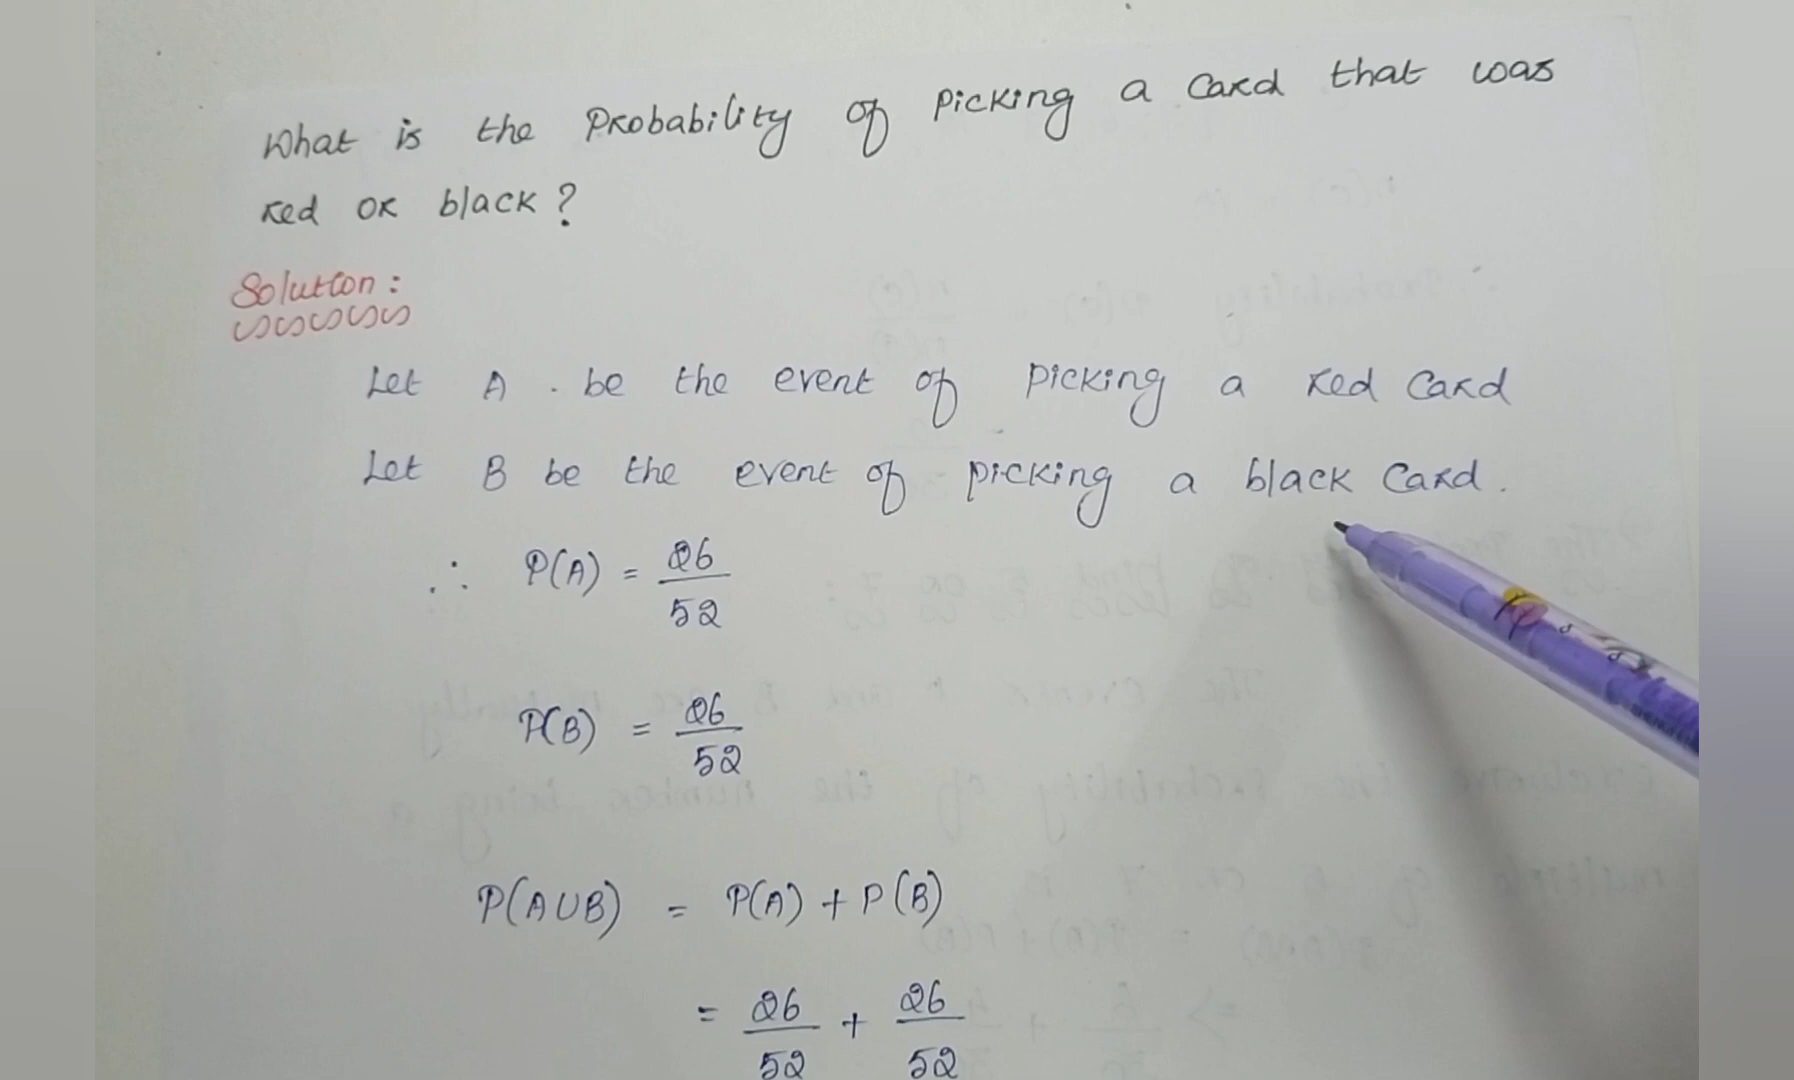 What is the Probability of Picking a Card that was
red or black?
Solution:
Let A be the event of picking a red Card
Let B be the event of picking a black Card.
∴ P(A) = 26/52
P(B) = 26/52
P(A∪B) = P(A) + P(B)
= 26/52 + 26/52